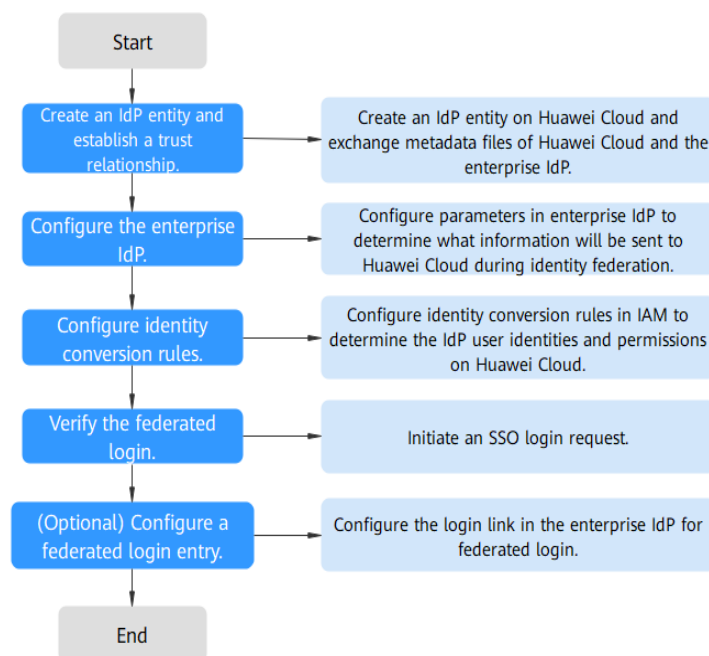 Start
Create an IdP entity and
establish a trust
relationship.
Create an IdP entity on Huawei Cloud and
exchange metadata files of Huawei Cloud and the
enterprise IdP.
Configure the enterprise
IdP.
Configure parameters in enterprise IdP to
determine what information will be sent to
Huawei Cloud during identity federation.
Configure identity
conversion rules.
Configure identity conversion rules in IAM to
determine the IdP user identities and permissions
on Huawei Cloud.
Verify the federated
login.
Initiate an SSO login request.
(Optional) Configure a
federated login entry.
Configure the login link in the enterprise IdP for
federated login.
End